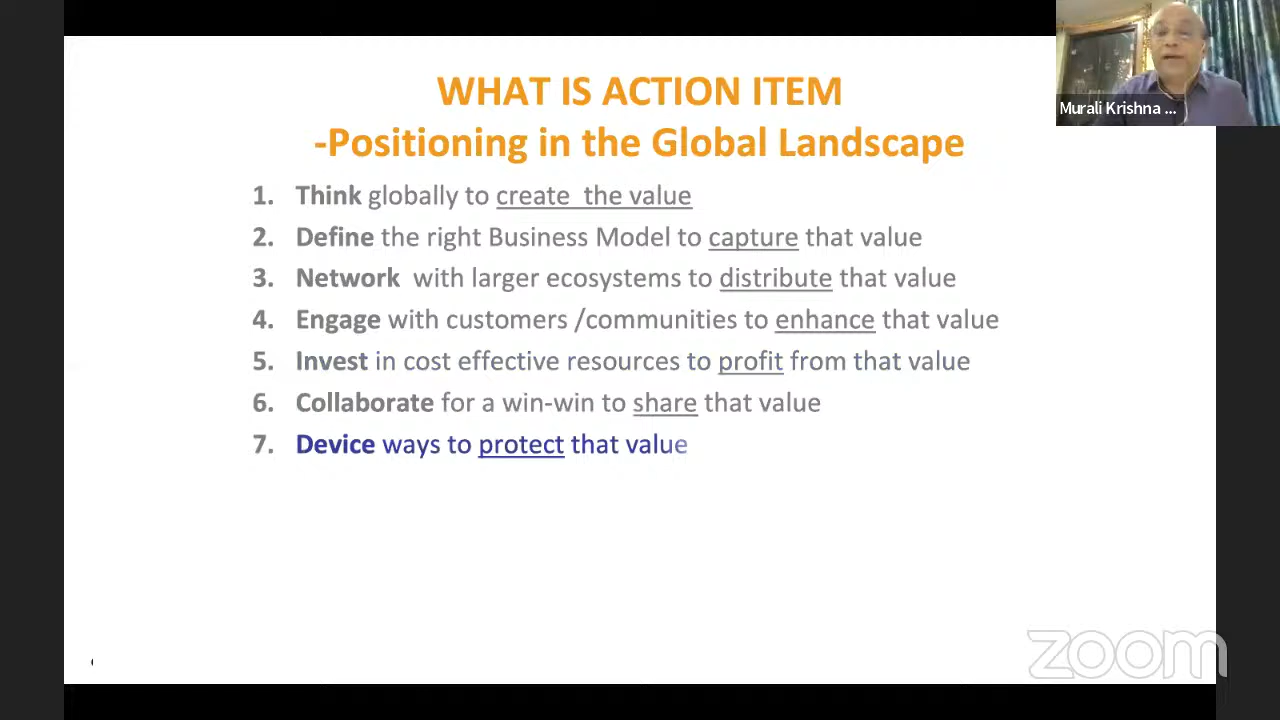 WHAT IS ACTION ITEM
-Positioning in the Global Landscape
1. Think globally to create the value
2. Define the right Business Model to capture that value
3. Network with larger ecosystems to distribute that value
4. Engage with customers /communities to enhance that value
5. Invest in cost effective resources to profit from that value
6. Collaborate for a win-win to share that value
7. Device ways to protect that value
Murali Krishna ...
zoom